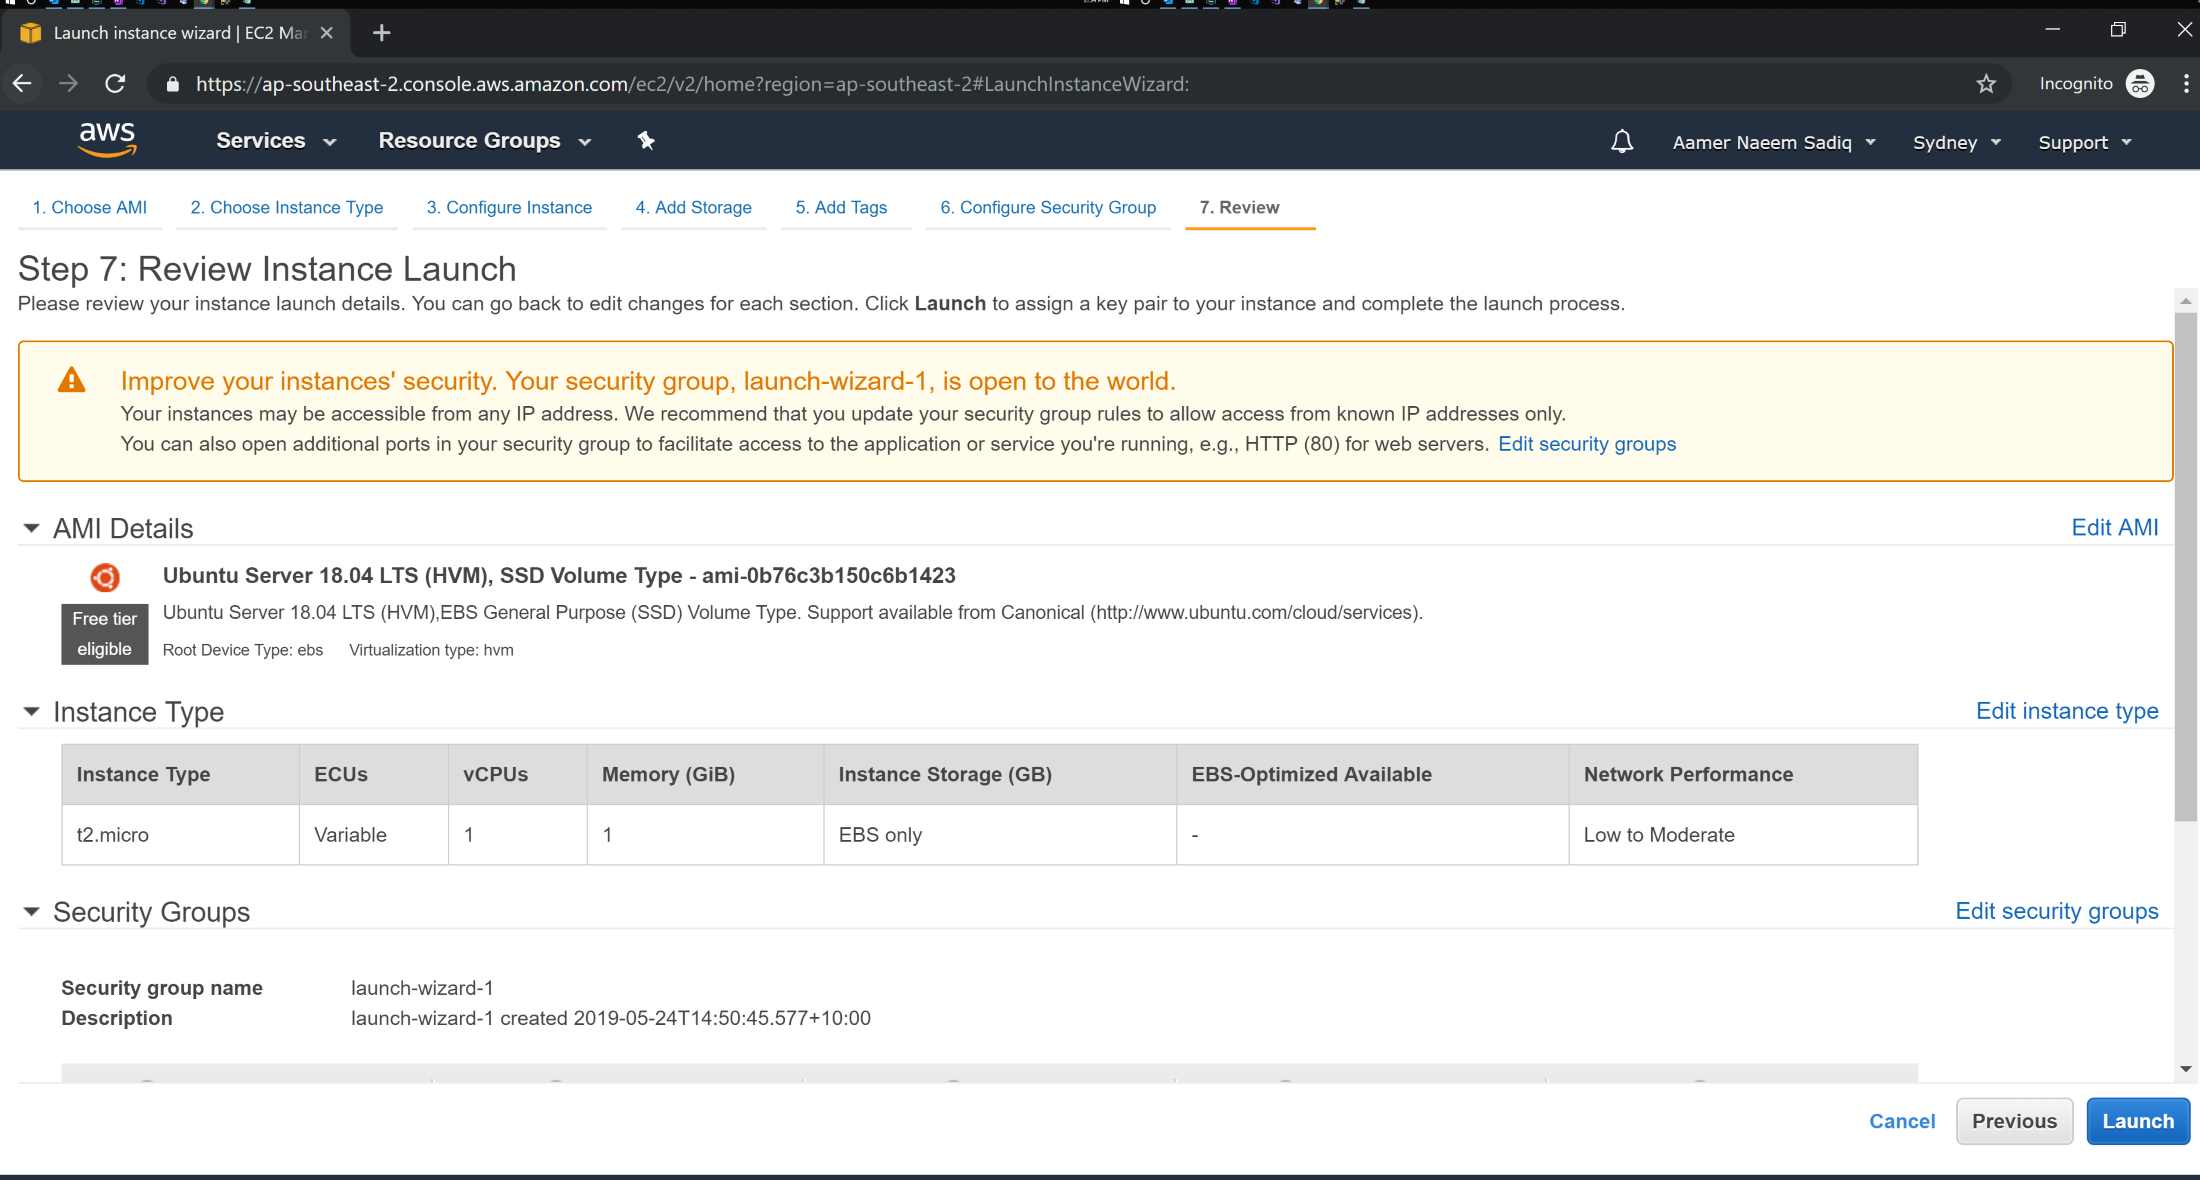 Launch instance wizard | EC2 Ma
https://ap-southeast-2.console.aws.amazon.com/ec2/v2/home?region=ap-southeast-2#LaunchInstanceWizard:
Incognito
aws
Services
Resource Groups
Aamer Naeem Sadiq
Sydney
Support
1. Choose AMI
2. Choose Instance Type
3. Configure Instance
4. Add Storage
5. Add Tags
6. Configure Security Group
7. Review
Step 7: Review Instance Launch
Please review your instance launch details. You can go back to edit changes for each section. Click Launch to assign a key pair to your instance and complete the launch process.
Improve your instances' security. Your security group, launch-wizard-1, is open to the world.
Your instances may be accessible from any IP address. We recommend that you update your security group rules to allow access from known IP addresses only.
You can also open additional ports in your security group to facilitate access to the application or service you're running, e.g., HTTP (80) for web servers. Edit security groups
AMI Details
Edit AMI
Ubuntu Server 18.04 LTS (HVM), SSD Volume Type - ami-0b76c3b150c6b1423
Free tier
eligible
Ubuntu Server 18.04 LTS (HVM),EBS General Purpose (SSD) Volume Type. Support available from Canonical (http://www.ubuntu.com/cloud/services).
Root Device Type: ebs Virtualization type: hvm
Instance Type
Edit instance type
Instance Type ECUs vCPUs Memory (GiB) Instance Storage (GB) EBS-Optimized Available Network Performance
t2.micro Variable 1 1 EBS only - Low to Moderate
Security Groups
Edit security groups
Security group name launch-wizard-1
Description launch-wizard-1 created 2019-05-24T14:50:45.577+10:00
Cancel
Previous
Launch